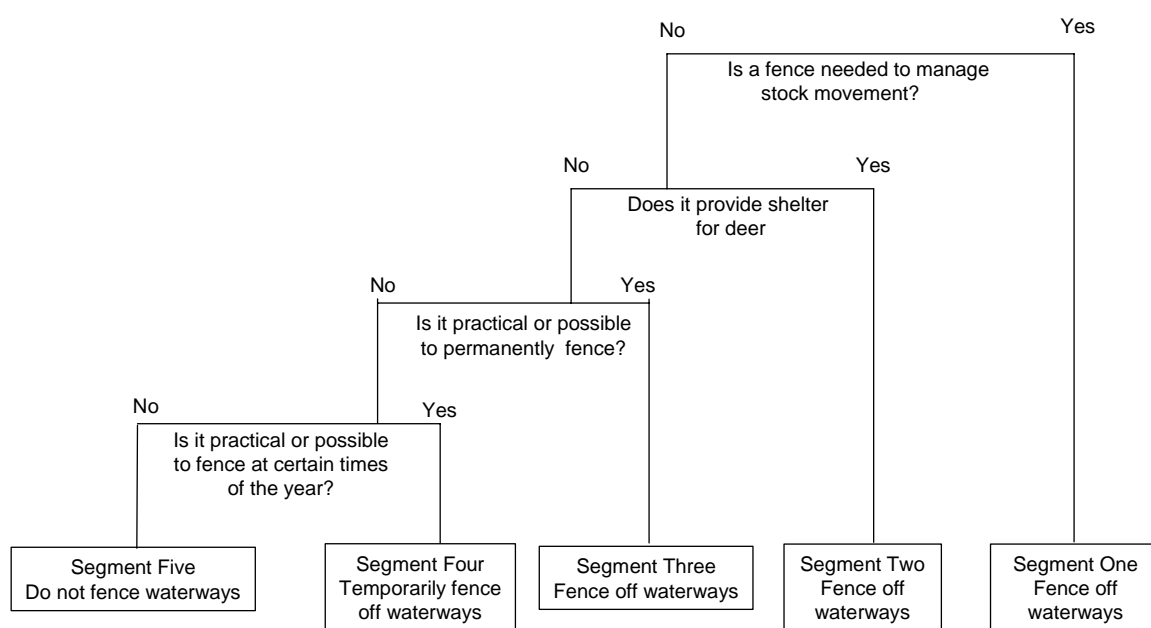 No
Yes
Is a fence needed to manage
stock movement?
No
Yes
Does it provide shelter
for deer
No
Yes
Is it practical or possible
to permanently fence?
No
Yes
Is it practical or possible
to fence at certain times
of the year?
Segment Five
Do not fence waterways
Segment Four
Temporarily fence
off waterways
Segment Three
Fence off waterways
Segment Two
Fence off
waterways
Segment One
Fence off
waterways